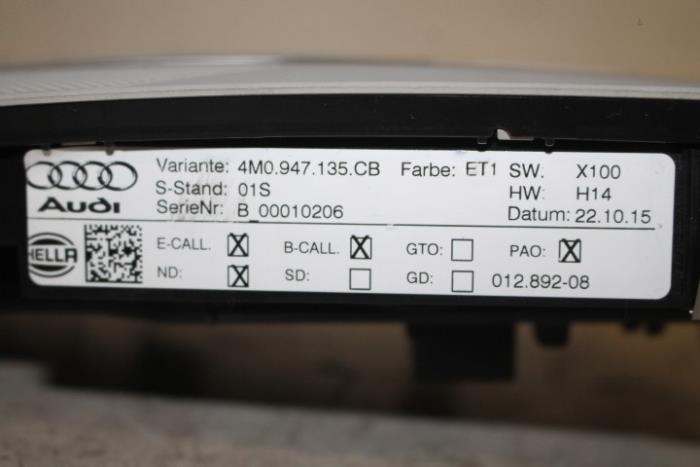 Variante: 4M0.947.135.CB Farbe: ET1 SW. X100
S-Stand: 01S HW: H14
Audi SerieNr: B_00010206 Datum: 22.10.15
E-CALL. B-CALL. GTO: PAO:
HELLA
ND: SD: GD: 012.892-08